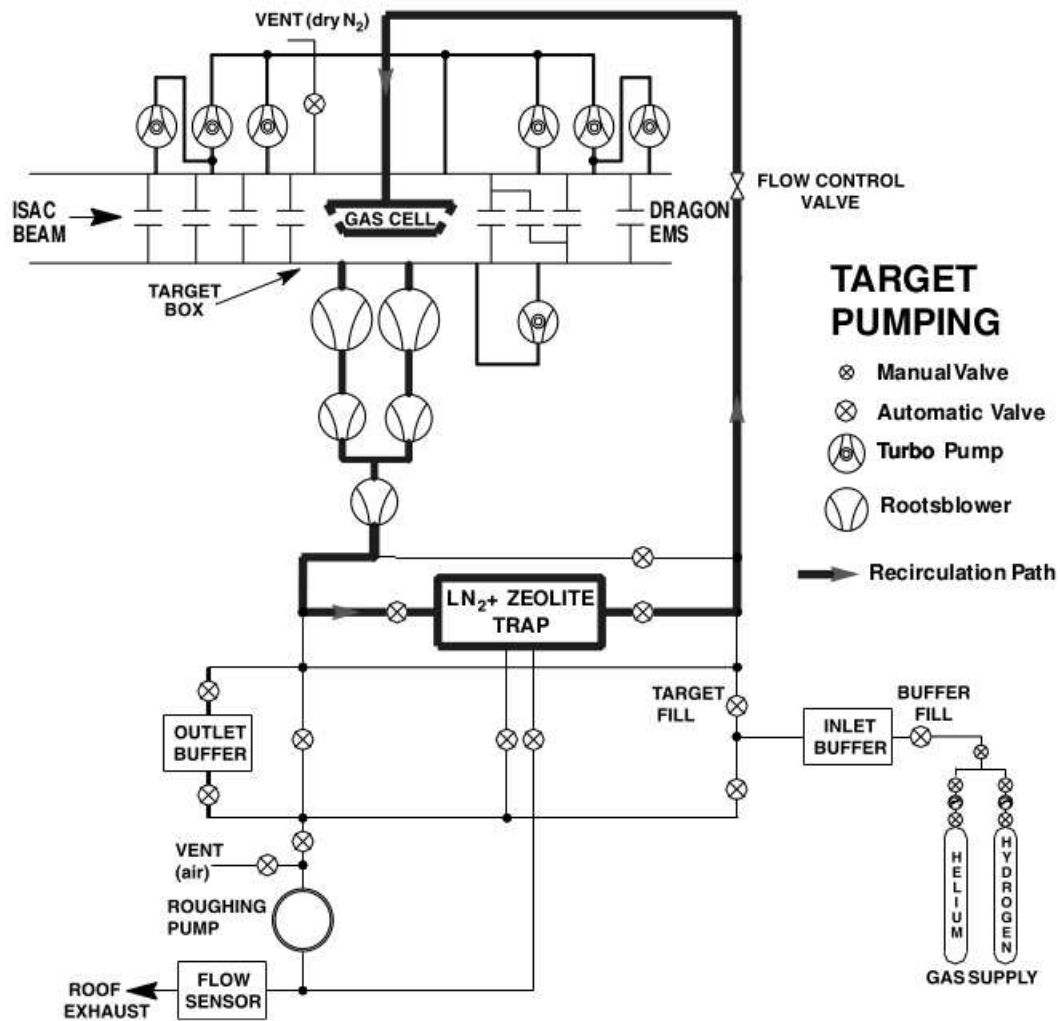 VENT (dry N₂)
FLOW CONTROL
VALVE
ISAC
BEAM
GAS CELL
DRAGON
EMS
TARGET
BOX
TARGET
PUMPING
Manual Valve
Automatic Valve
Turbo Pump
Rootsblower
Recirculation Path
LN₂+ ZEOLITE
TRAP
TARGET
FILL
BUFFER
FILL
OUTLET
BUFFER
INLET
BUFFER
VENT
(air)
HELIUM
HYDROGEN
ROUGHING
PUMP
GAS SUPPLY
ROOF
EXHAUST
FLOW
SENSOR